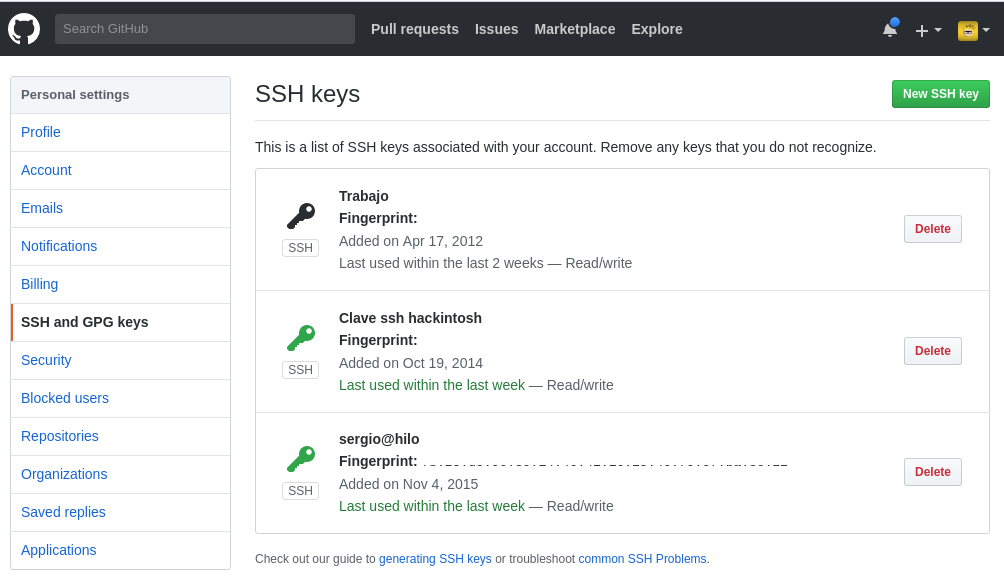 Search GitHub
Pull requests Issues Marketplace Explore
Personal settings
Profile
Account
Emails
Notifications
Billing
SSH and GPG keys
Security
Blocked users
Repositories
Organizations
Saved replies
Applications
SSH keys
New SSH key
This is a list of SSH keys associated with your account. Remove any keys that you do not recognize.
SSH
Trabajo
Fingerprint:
Added on Apr 17, 2012
Last used within the last 2 weeks — Read/write
Delete
SSH
Clave ssh hackintosh
Fingerprint:
Added on Oct 19, 2014
Last used within the last week — Read/write
Delete
SSH
sergio@hilo
Fingerprint:
Added on Nov 4, 2015
Last used within the last week — Read/write
Delete
Check out our guide to generating SSH keys or troubleshoot common SSH Problems.